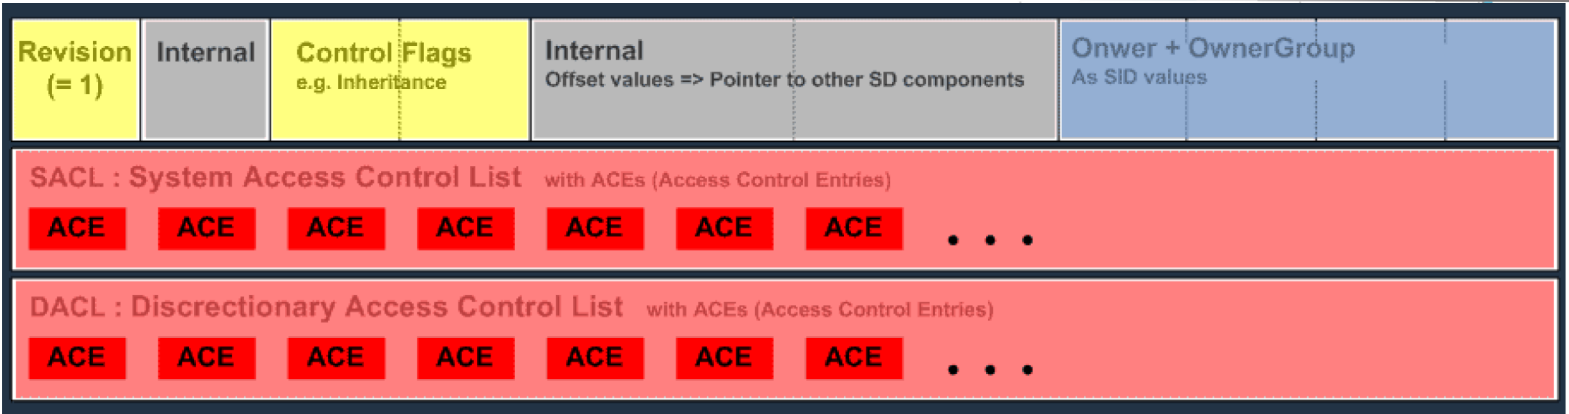 Revision
(= 1)
Internal
Control Flags
e.g. Inheritance
Internal
Offset values => Pointer to other SD components
Onwer + OwnerGroup
As SID values
SACL : System Access Control List with ACEs (Access Control Entries)
ACE ACE ACE ACE ACE ACE ACE . . .
DACL : Discrectionary Access Control List with ACEs (Access Control Entries)
ACE ACE ACE ACE ACE ACE ACE . . .